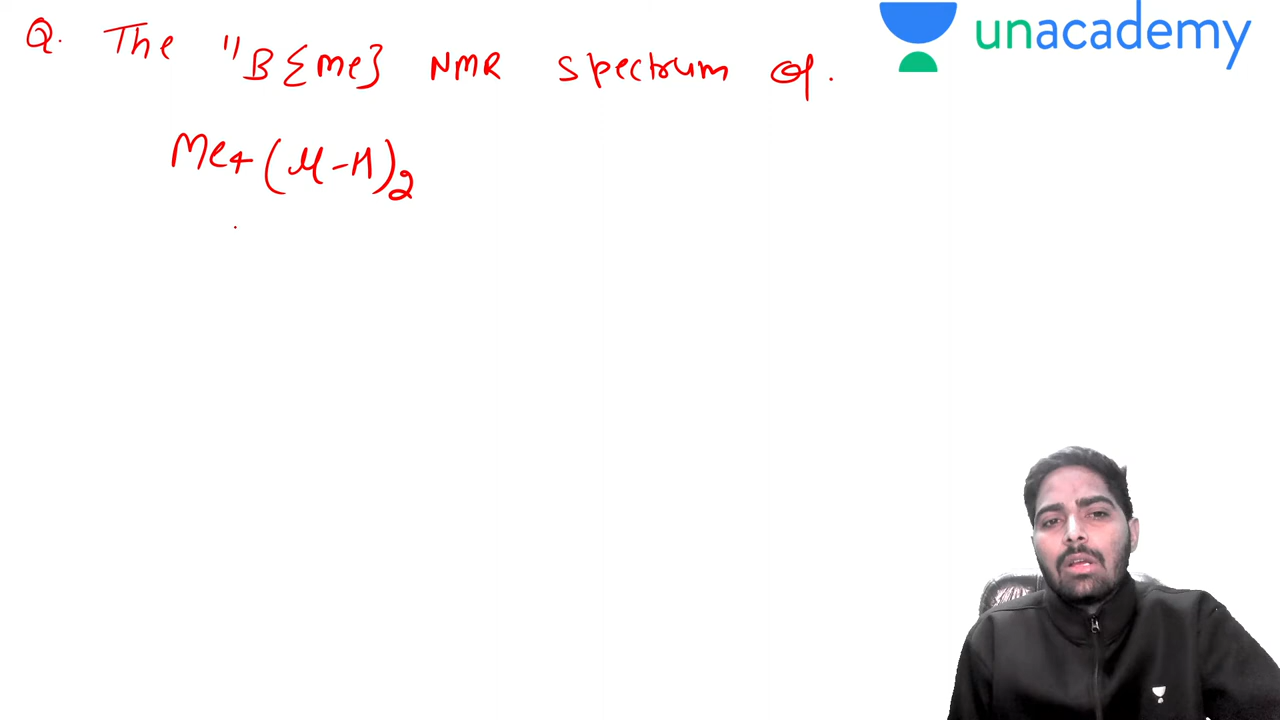 unacademy
Q. The ¹¹B{Me} NMR spectrum of.
Me₄(μ-H)₂